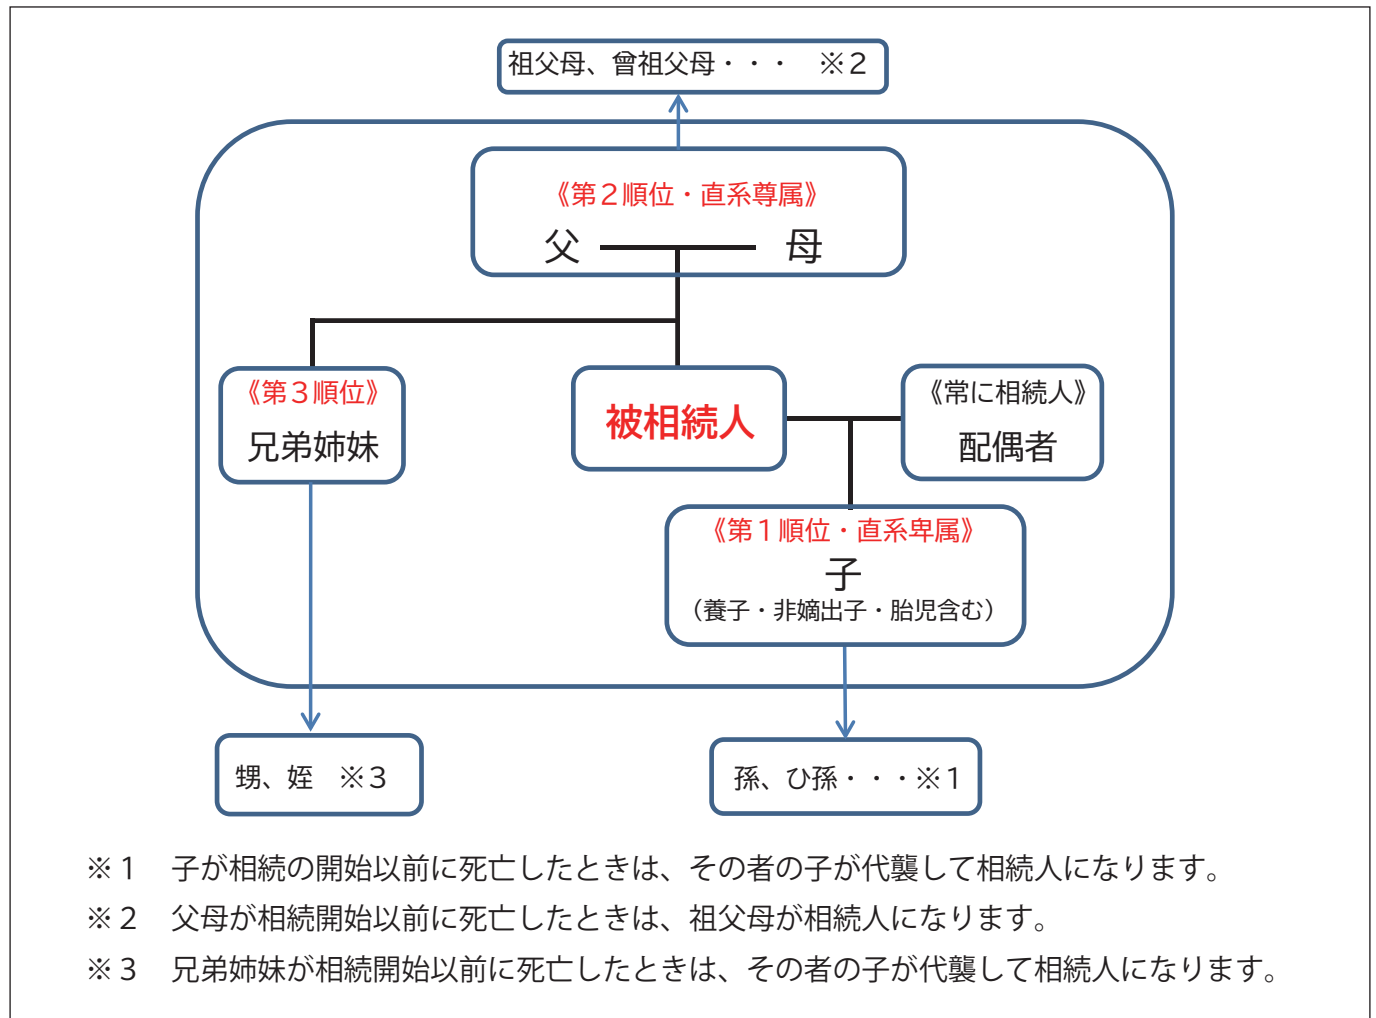 祖父母、曾祖父母・・・　※２
《第２順位・直系尊属》
父　母
《第３順位》
兄弟姉妹
被相続人
《常に相続人》
配偶者
《第１順位・直系卑属》
子
（養子・非嫡出子・胎児含む）
甥、姪　※３
孫、ひ孫・・・※１
※１　子が相続の開始以前に死亡したときは、その者の子が代襲して相続人になります。
※２　父母が相続開始以前に死亡したときは、祖父母が相続人になります。
※３　兄弟姉妹が相続開始以前に死亡したときは、その者の子が代襲して相続人になります。